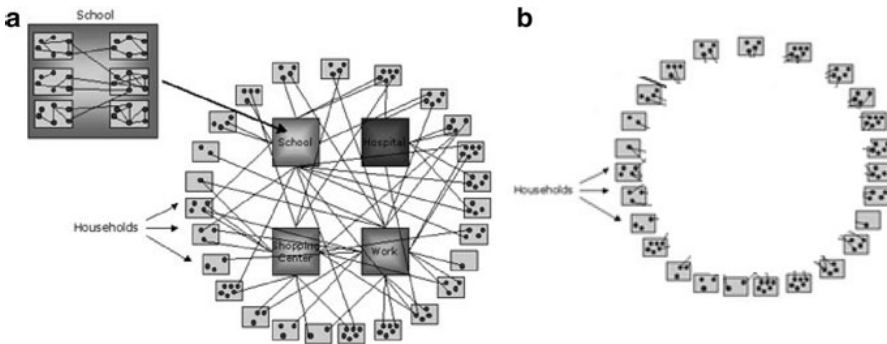 a
School
School
Hospital
Households
Shopping
Center
Work
b
Households